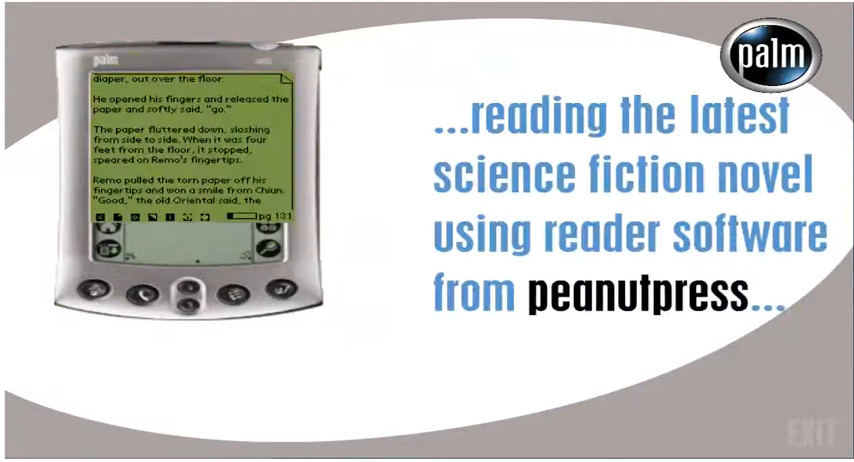 palm
diaper, out over the floor.
He opened his fingers and released the
paper and softly said, "go."
The paper fluttered down, sloshing
from side to side. When it was four
feet from the floor, it stopped,
speared on Remo's fingertips.
Remo pulled the torn paper off his
fingertips and won a smile from Chiun.
"Good," the old Oriental said, the
pg 131
palm
...reading the latest
science fiction novel
using reader software
from peanutpress...
EXIT